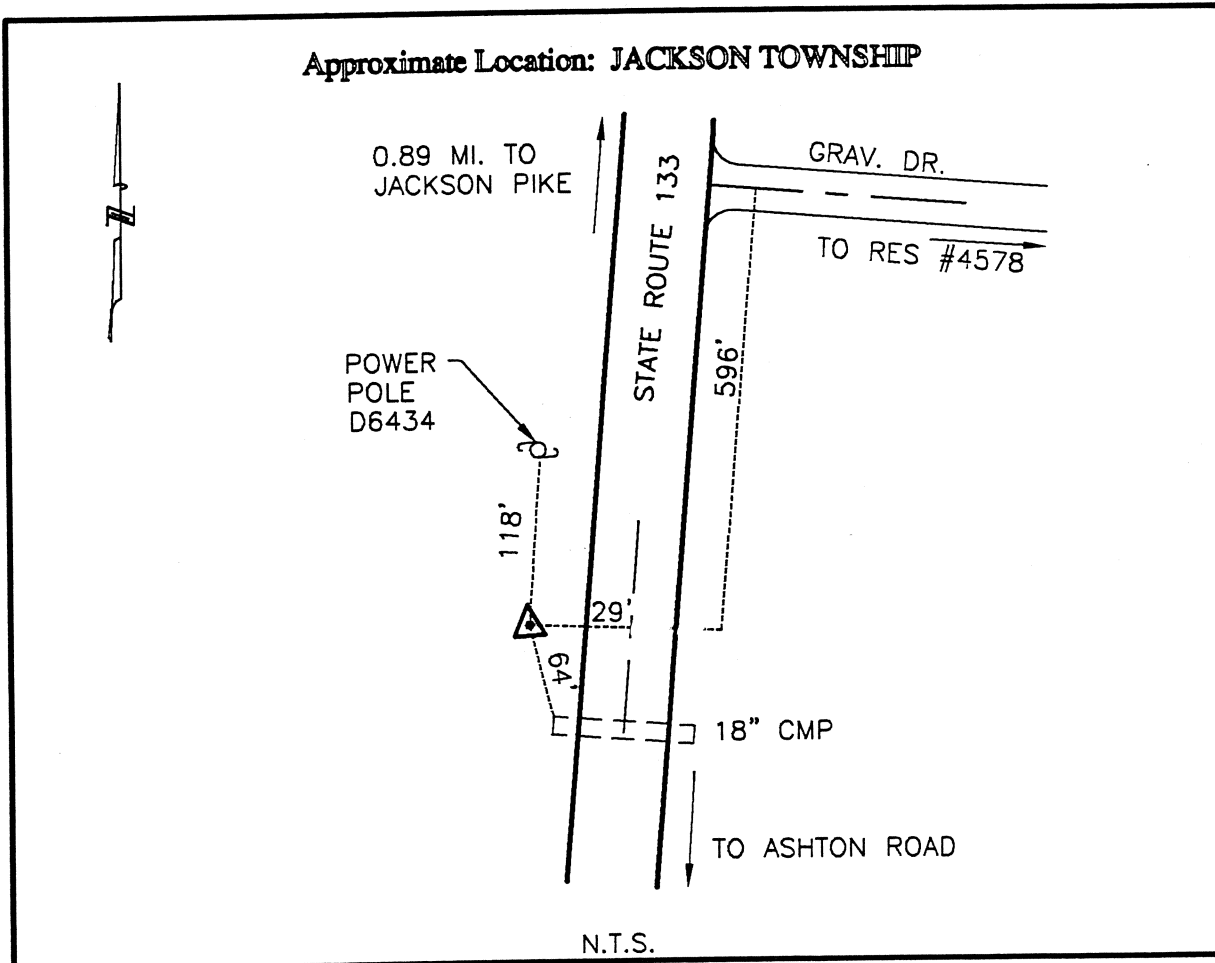 Approximate Location: JACKSON TOWNSHIP
0.89 MI. TO
JACKSON PIKE
GRAV. DR.
TO RES #4578
STATE ROUTE 133
N
596'
POWER
POLE
D6434
118'
29'
64'
18" CMP
TO ASHTON ROAD
N.T.S.